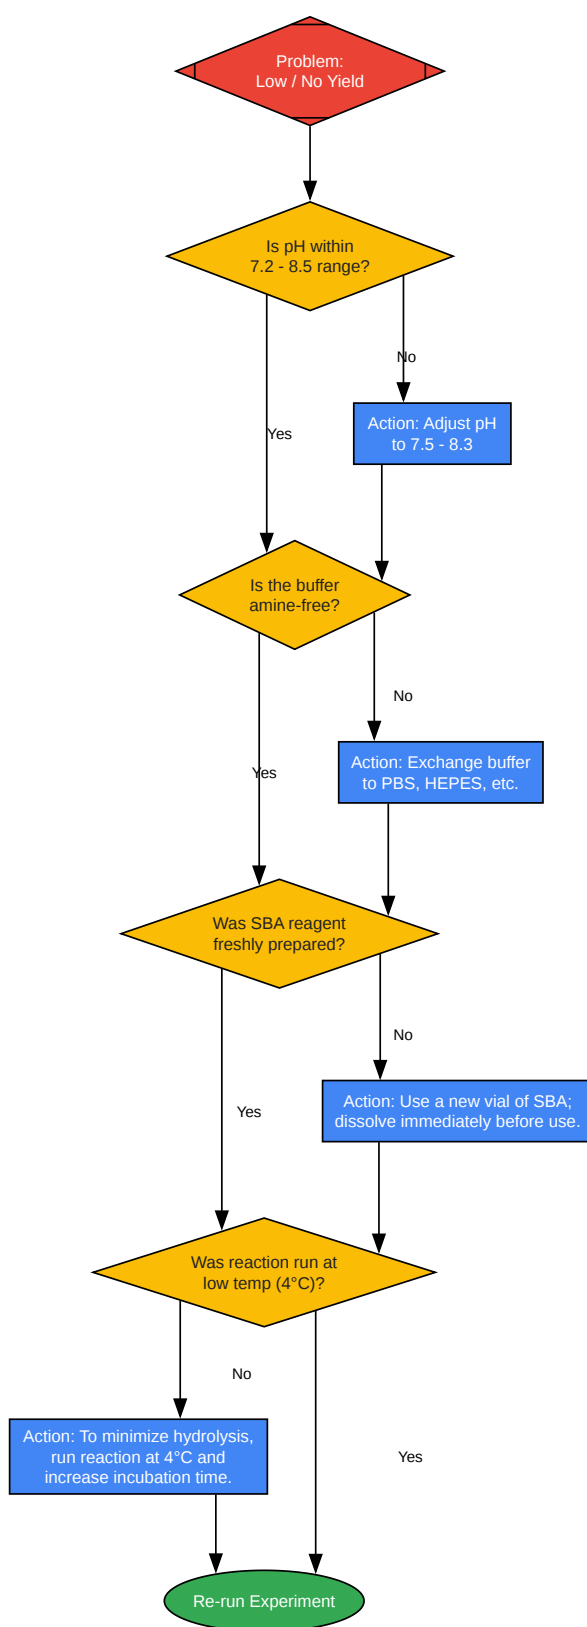 Problem:
Low / No Yield
Is pH within
7.2 - 8.5 range?
No
Yes
Action: Adjust pH
to 7.5 - 8.3
Is the buffer
amine-free?
No
Yes
Action: Exchange buffer
to PBS, HEPES, etc.
Was SBA reagent
freshly prepared?
No
Yes
Action: Use a new vial of SBA;
dissolve immediately before use.
Was reaction run at
low temp (4°C)?
No
Yes
Action: To minimize hydrolysis,
run reaction at 4°C and
increase incubation time.
Re-run Experiment